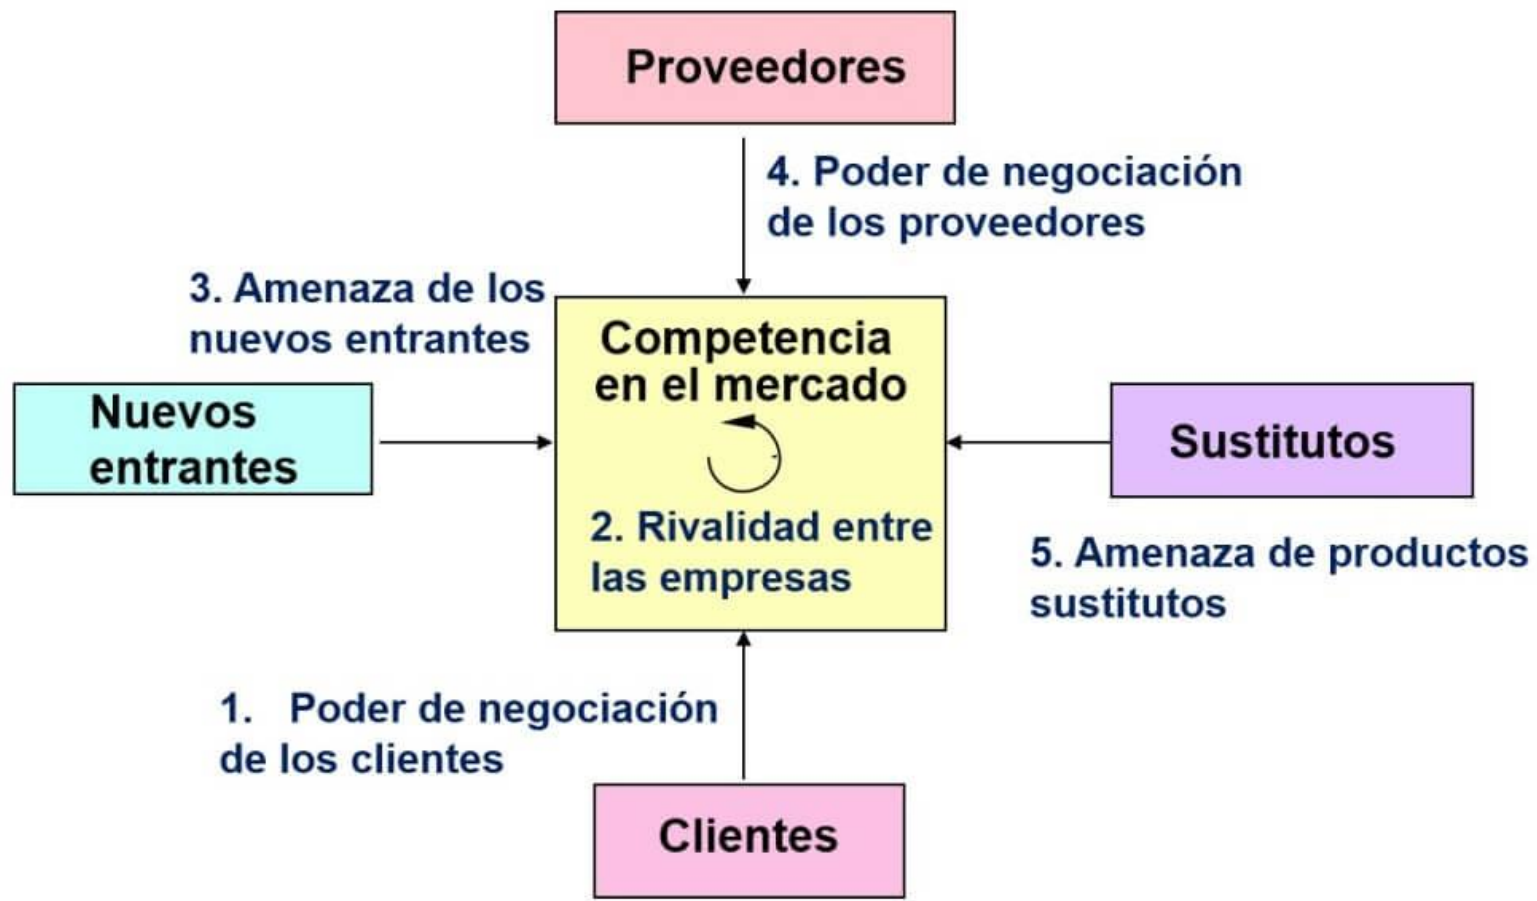 Proveedores
4. Poder de negociación
de los proveedores
3. Amenaza de los
nuevos entrantes
Nuevos
entrantes
Competencia
en el mercado
2. Rivalidad entre
las empresas
Sustitutos
5. Amenaza de productos
sustitutos
1. Poder de negociación
de los clientes
Clientes